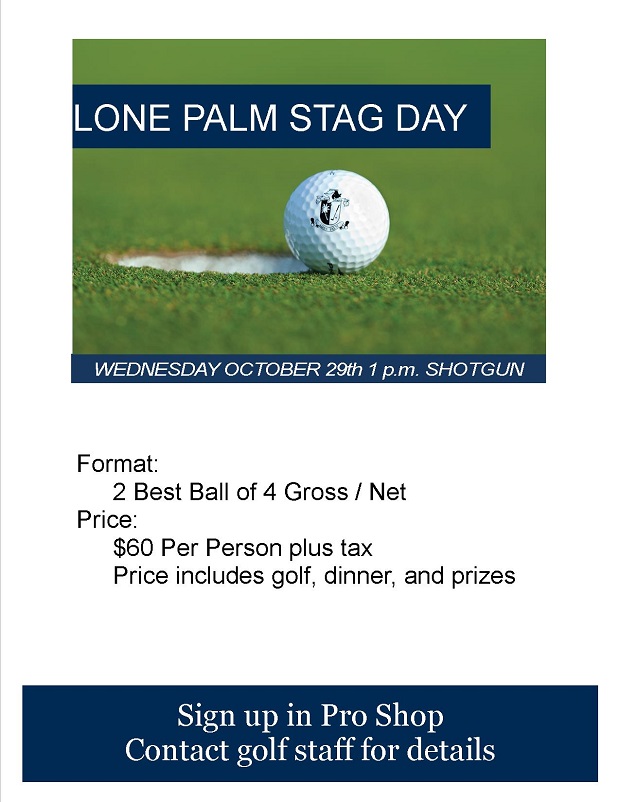 LONE PALM STAG DAY
WEDNESDAY OCTOBER 29th 1 p.m. SHOTGUN
Format:
2 Best Ball of 4 Gross / Net
Price:
$60 Per Person plus tax
Price includes golf, dinner, and prizes
Sign up in Pro Shop
Contact golf staff for details